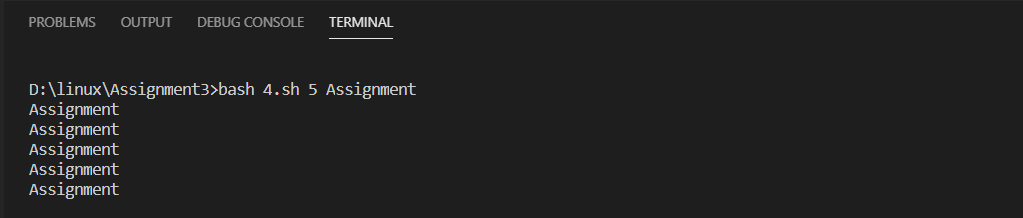 PROBLEMS OUTPUT DEBUG CONSOLE TERMINAL
D:\linux\Assignment3>bash 4.sh 5 Assignment
Assignment
Assignment
Assignment
Assignment
Assignment